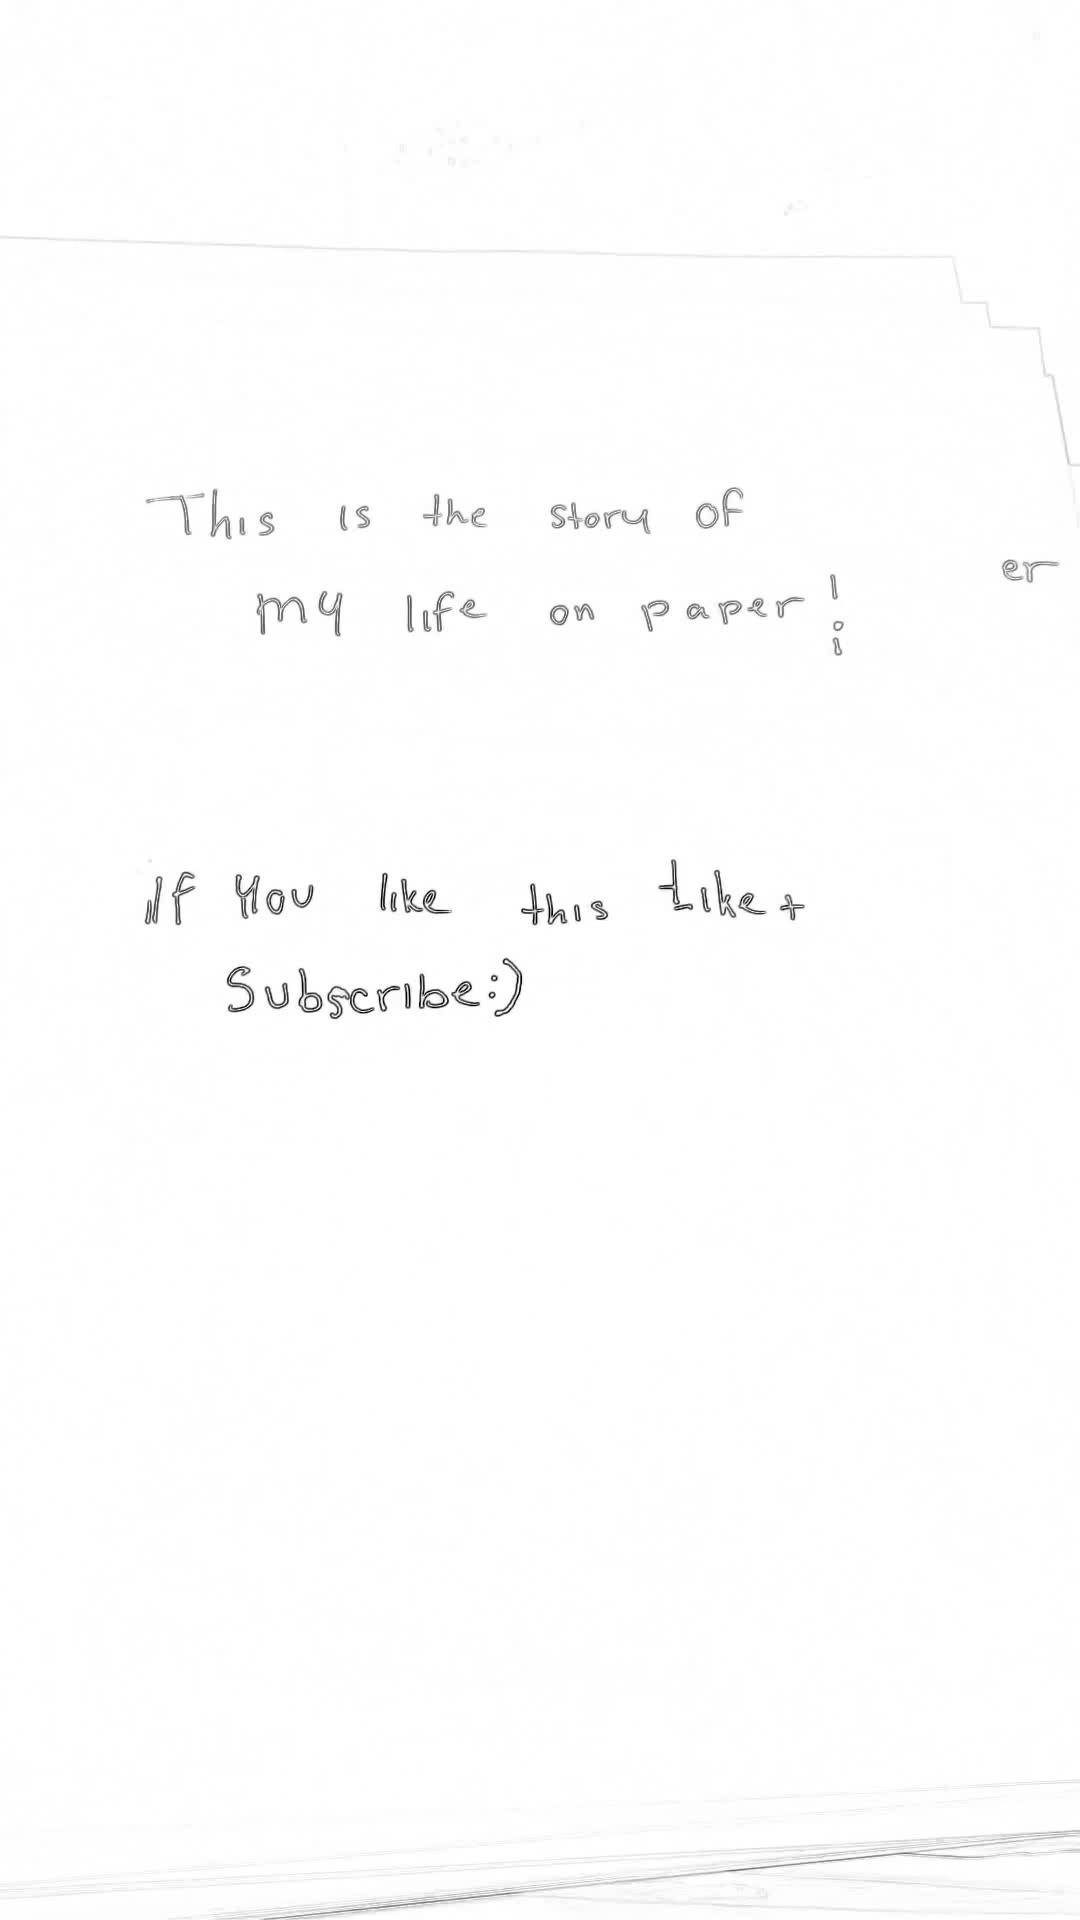 This is the story of
my life on paper!
er
If You like this Like +
Subscribe:)